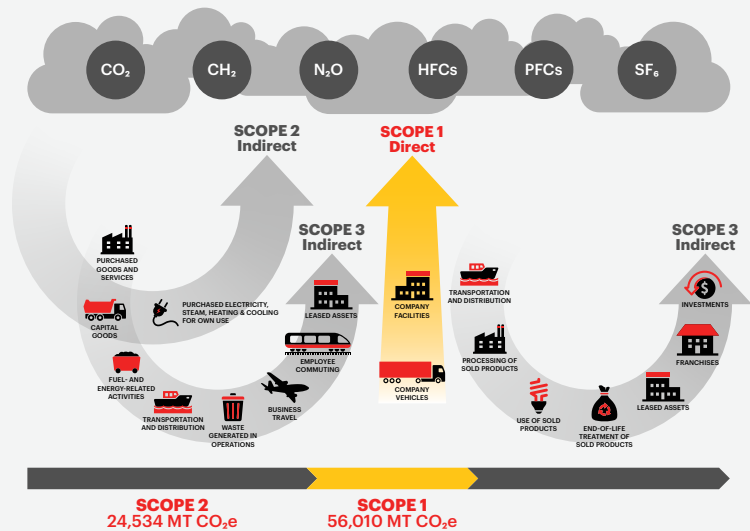 CO₂
CH₂
N₂O
HFCs
PFCs
SF₆
SCOPE 2
Indirect
SCOPE 1
Direct
SCOPE 3
Indirect
SCOPE 3
Indirect
PURCHASED
GOODS AND
SERVICES
CAPITAL
GOODS
FUEL- AND
ENERGY-RELATED
ACTIVITIES
TRANSPORTATION
AND DISTRIBUTION
WASTE
GENERATED IN
OPERATIONS
BUSINESS
TRAVEL
EMPLOYEE
COMMUTING
LEASED ASSETS
PURCHASED ELECTRICITY,
STEAM, HEATING & COOLING
FOR OWN USE
COMPANY
FACILITIES
COMPANY
VEHICLES
TRANSPORTATION
AND DISTRIBUTION
PROCESSING OF
SOLD PRODUCTS
USE OF SOLD
PRODUCTS
END-OF-LIFE
TREATMENT OF
SOLD PRODUCTS
LEASED ASSETS
FRANCHISES
INVESTMENTS
$
SCOPE 2
24,534 MT CO₂e
SCOPE 1
56,010 MT CO₂e